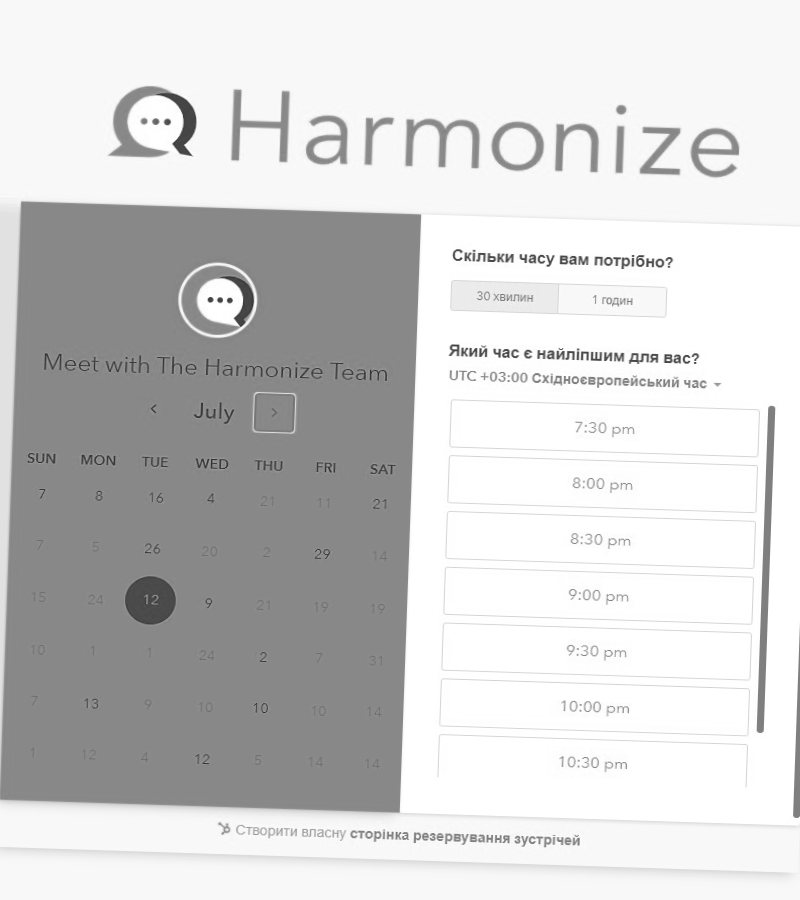 Harmonize
Meet with The Harmonize Team
July
SUN MON TUE WED THU FRI SAT
7 8 16 4 21 11 21
7 5 26 20 2 29 14
15 24 12 9 21 19 19
10 1 1 24 2 7 31
7 13 9 10 10 10 14
1 12 4 12 5 14 14
Скільки часу вам потрібно?
30 хвилин 1 годин
Який час є найліпшим для вас?
UTC +03:00 Східноєвропейський час
7:30 pm
8:00 pm
8:30 pm
9:00 pm
9:30 pm
10:00 pm
10:30 pm
Створити власну сторінка резервування зустрічей